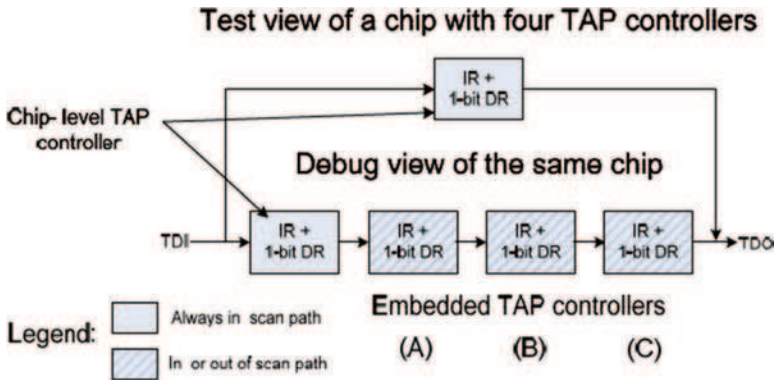 Test view of a chip with four TAP controllers
IR +
1-bit DR
Chip- level TAP
controller
Debug view of the same chip
TDI
IR +
1-bit DR
IR +
1-bit DR
IR +
1-bit DR
IR +
1-bit DR
TDO
Embedded TAP controllers
Legend:
Always in scan path
In or out of scan path
(A)
(B)
(C)